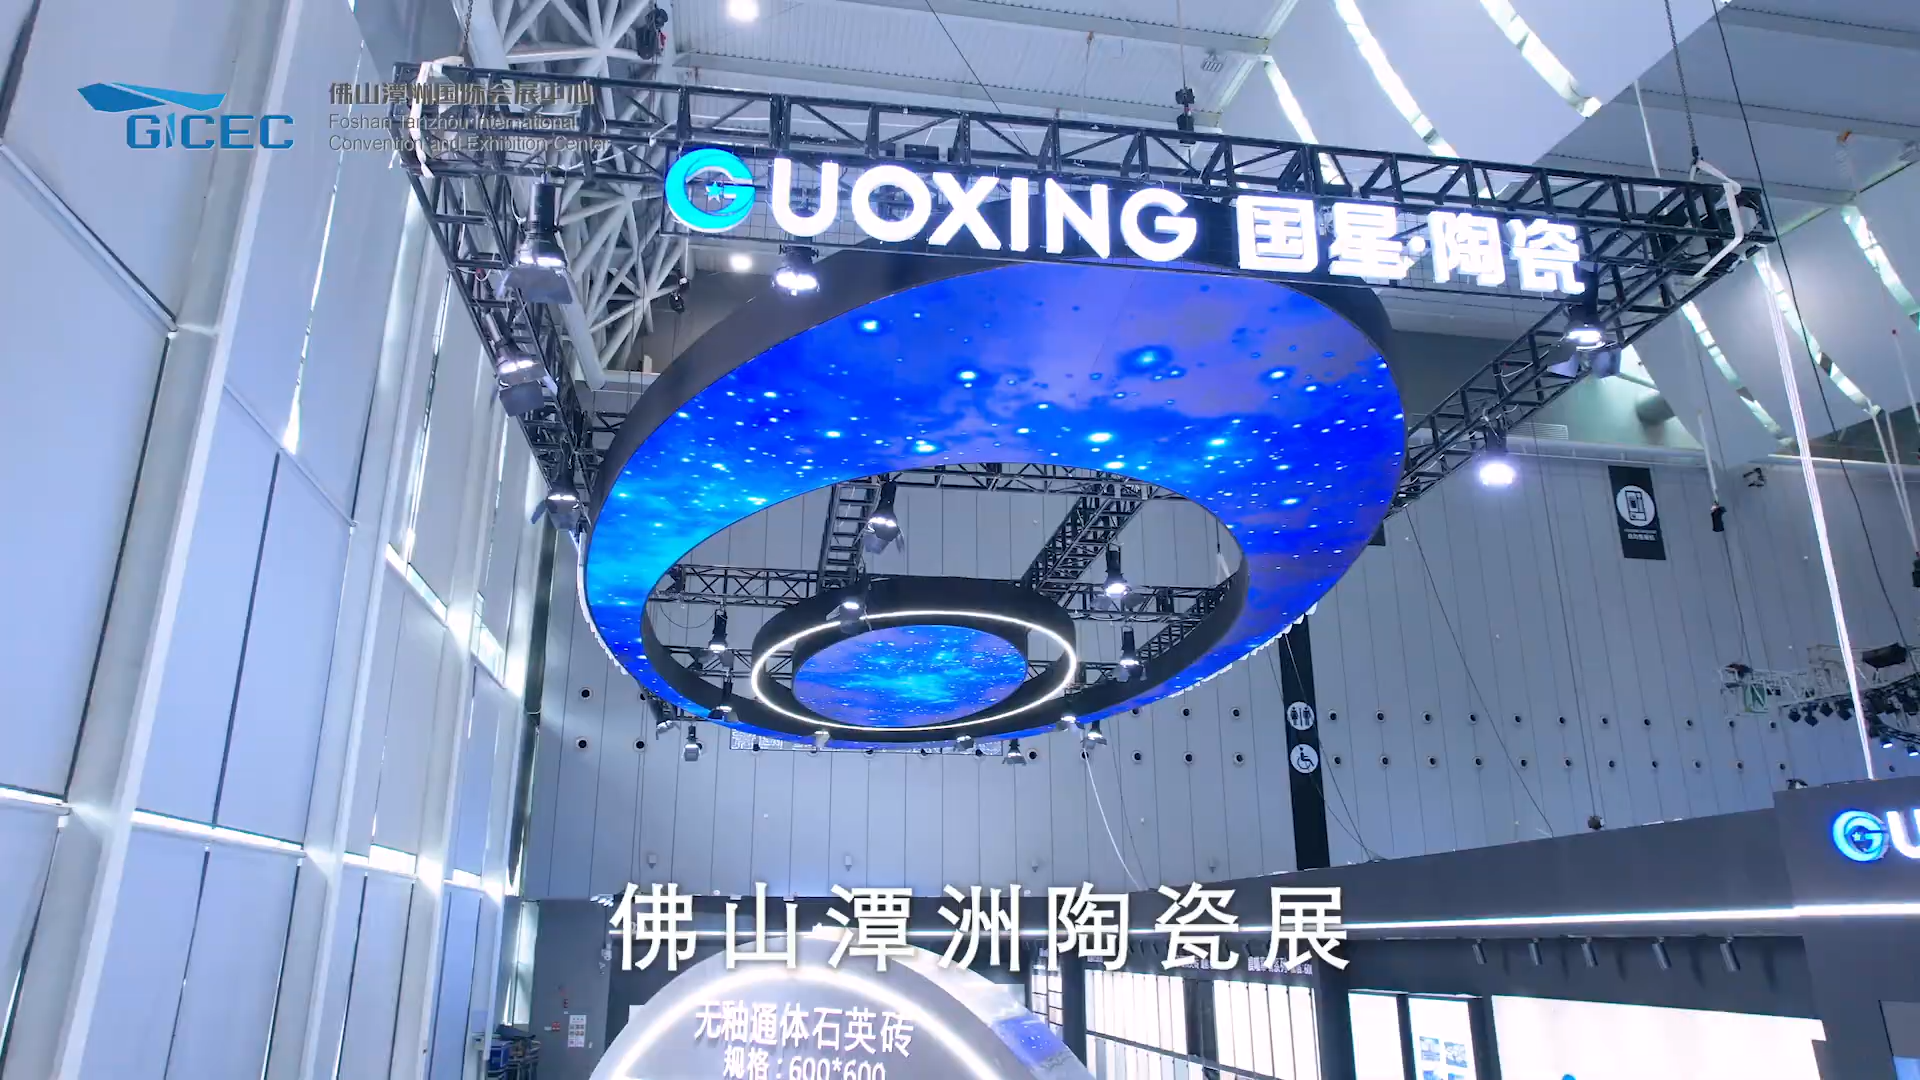 GICEC
佛山潭洲国际会展中心
Foshan Tanzhou International
Convention and Exhibition Center
GUOXING 国星·陶瓷
佛山潭洲陶瓷展
无釉通体石英砖
规格：600*600